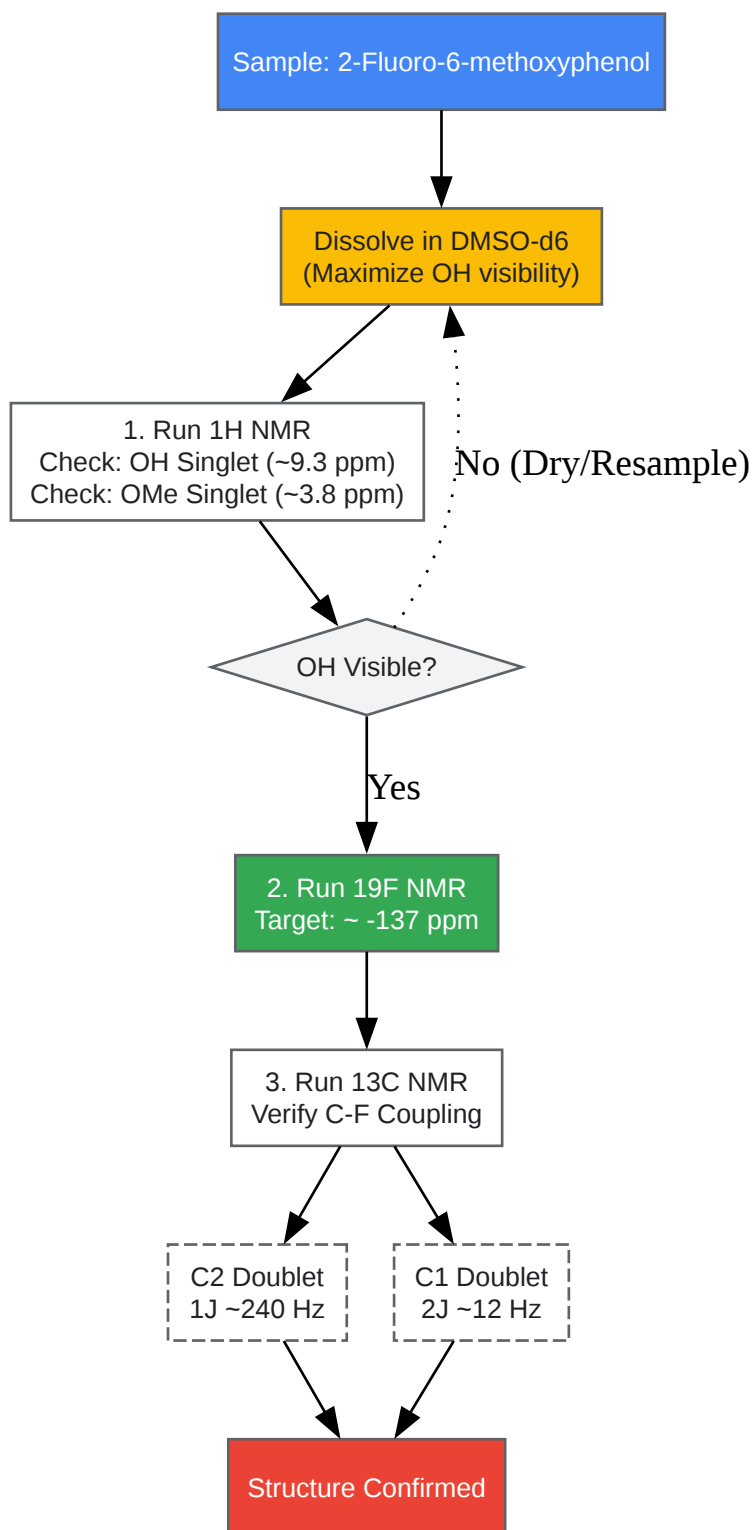 Sample: 2-Fluoro-6-methoxyphenol
Dissolve in DMSO-d6
(Maximize OH visibility)
1. Run 1H NMR
Check: OH Singlet (~9.3 ppm)
Check: OMe Singlet (~3.8 ppm)
No (Dry/Resample)
OH Visible?
Yes
2. Run 19F NMR
Target: ~ -137 ppm
3. Run 13C NMR
Verify C-F Coupling
C2 Doublet
1J ~240 Hz
C1 Doublet
2J ~12 Hz
Structure Confirmed